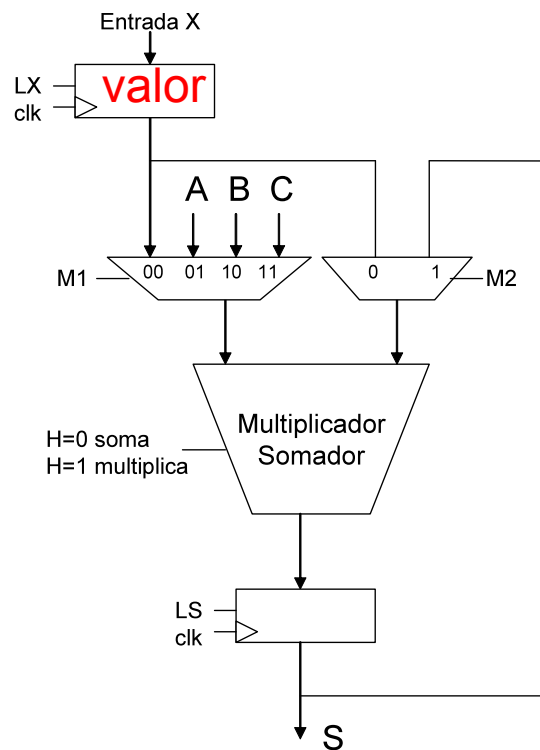 Entrada X
LX
valor
clk
A B C
M1
00 01 10 11
0 1
M2
H=0 soma
H=1 multiplica
Multiplicador
Somador
LS
clk
S